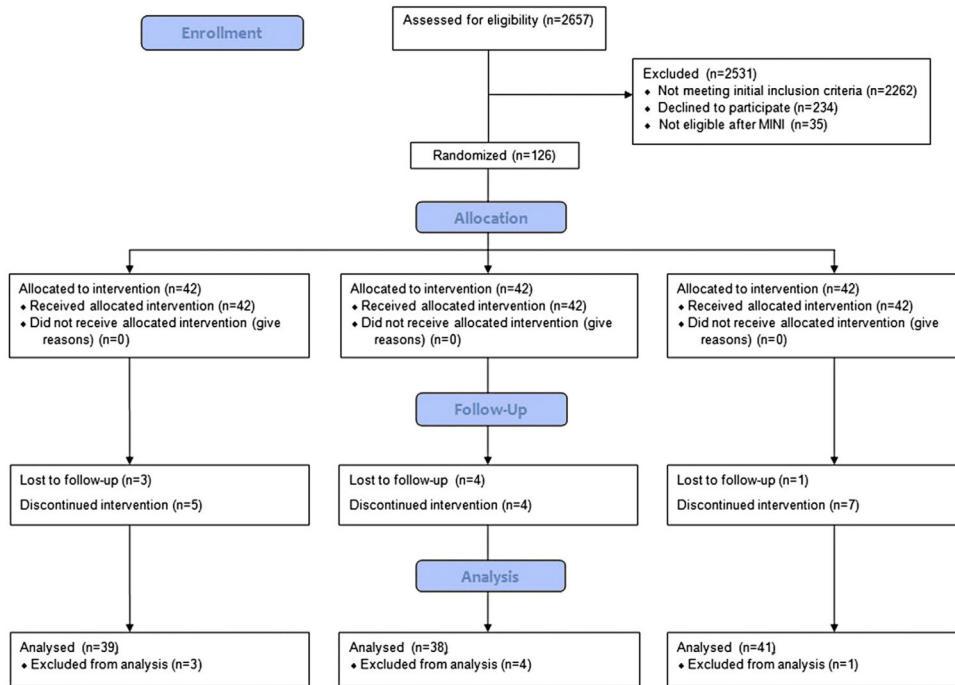 Enrollment
Assessed for eligibility (n=2657)
Excluded (n=2531)
◆ Not meeting initial inclusion criteria (n=2262)
◆ Declined to participate (n=234)
◆ Not eligible after MINI (n=35)
Randomized (n=126)
Allocation
Allocated to intervention (n=42)
◆ Received allocated intervention (n=42)
◆ Did not receive allocated intervention (give
reasons) (n=0)
Allocated to intervention (n=42)
◆ Received allocated intervention (n=42)
◆ Did not receive allocated intervention (give
reasons) (n=0)
Allocated to intervention (n=42)
◆ Received allocated intervention (n=42)
◆ Did not receive allocated intervention (give
reasons) (n=0)
Follow-Up
Lost to follow-up (n=3)
Discontinued intervention (n=5)
Lost to follow-up (n=4)
Discontinued intervention (n=4)
Lost to follow-up (n=1)
Discontinued intervention (n=7)
Analysis
Analysed (n=39)
◆ Excluded from analysis (n=3)
Analysed (n=38)
◆ Excluded from analysis (n=4)
Analysed (n=41)
◆ Excluded from analysis (n=1)